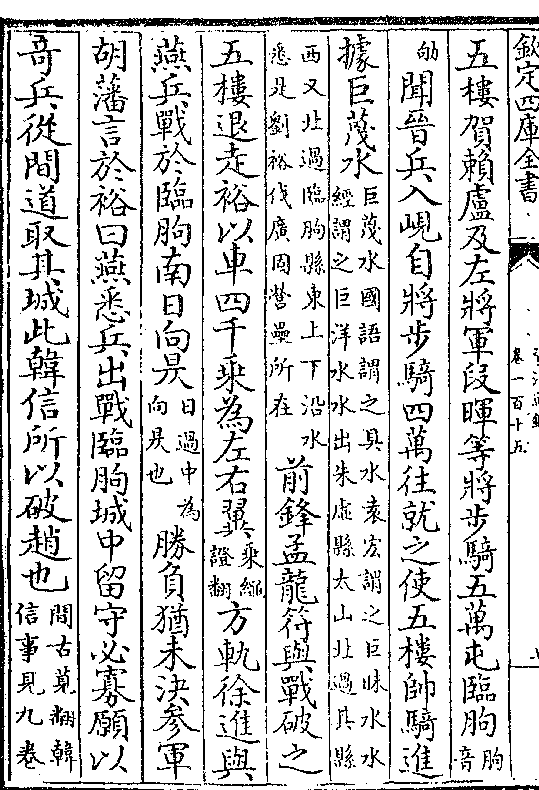 欽定四庫全書
卷一百十五
五樓賀賴盧及左將軍段暉等將步騎五萬屯臨朐朐音
劬聞晉兵入峴自將步騎四萬往就之使五樓帥騎進
據巨蔑水巨蔑水國語謂之具水袁宏謂之巨昧水水經謂之巨洋水水出朱虛縣太山北過其縣
西又北過臨朐縣東上下沿水悉是劉裕伐廣固營壘所在前鋒孟龍符與戰破之
五樓退走裕以車四千乘為左右翼乘繩證翻方軌徐進與
燕兵戰於臨朐南日向昃日過中為向昃也勝負猶未決參軍
胡藩言於裕曰燕悉兵出戰臨朐城中留守必寡願以
奇兵從間道取其城此韓信所以破趙也間古莧翻韓信事見九卷